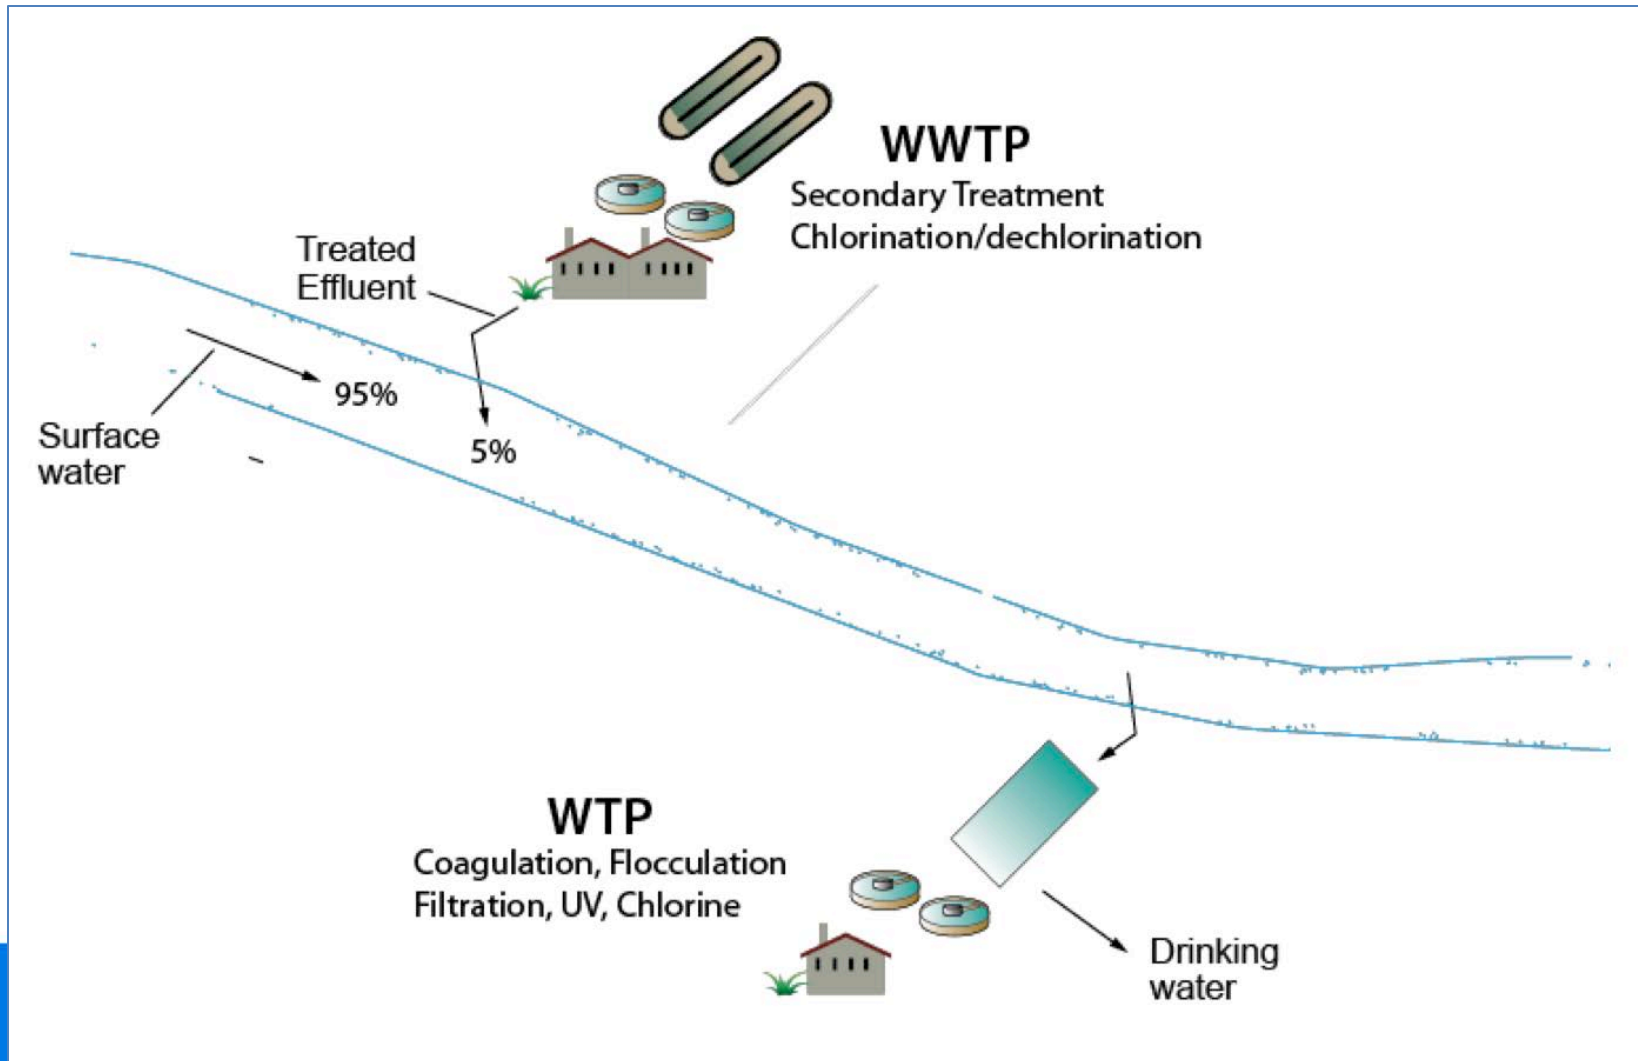 WWTP
Secondary Treatment
Chlorination/dechlorination
Treated
Effluent
95%
5%
Surface
water
WTP
Coagulation, Flocculation
Filtration, UV, Chlorine
Drinking
water